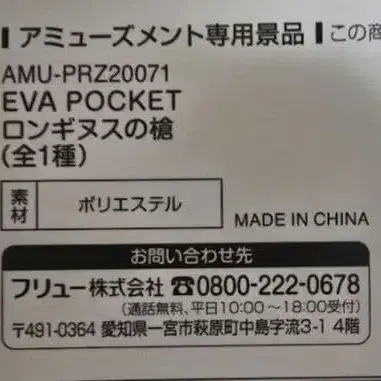 アミューズメント専用景品 この商
AMU-PRZ20071
EVA POCKET
ロンギヌスの槍
(全1種)
素材 ポリエステル
MADE IN CHINA
お問い合わせ先
フリュー株式会社 ☎0800-222-0678
(通話無料、平日10:00~18:00受付)
〒491-0364 愛知県一宮市萩原町中島字流3-1 4階